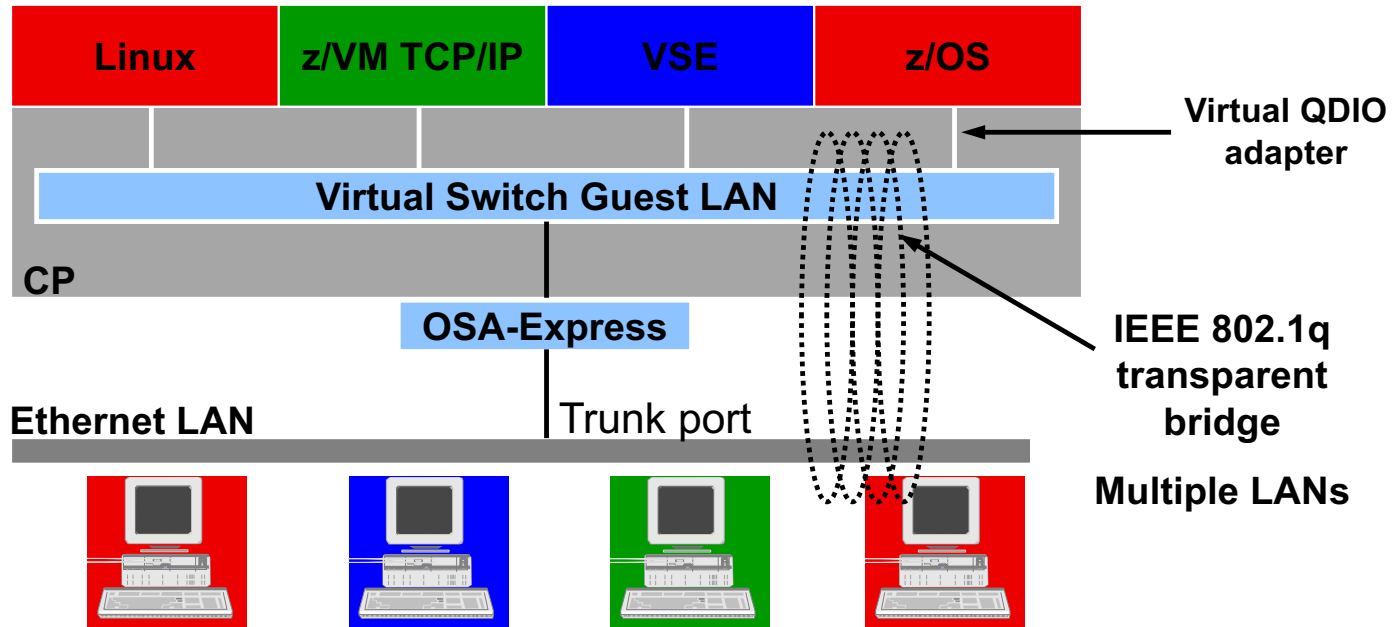 Linux
z/VM TCP/IP
VSE
z/OS
Virtual QDIO
adapter
Virtual Switch Guest LAN
CP
OSA-Express
IEEE 802.1q
transparent
bridge
Ethernet LAN
Trunk port
Multiple LANs